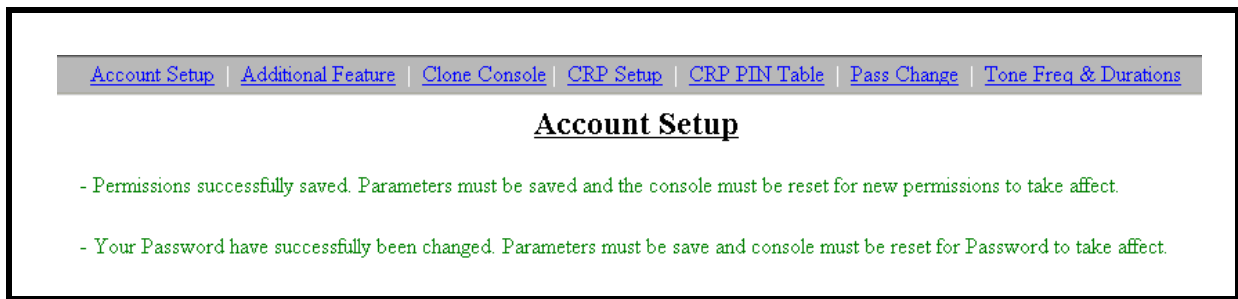 Account Setup | Additional Feature | Clone Console | CRP Setup | CRP PIN Table | Pass Change | Tone Freq & Durations
Account Setup
- Permissions successfully saved. Parameters must be saved and the console must be reset for new permissions to take affect.
- Your Password have successfully been changed. Parameters must be save and console must be reset for Password to take affect.